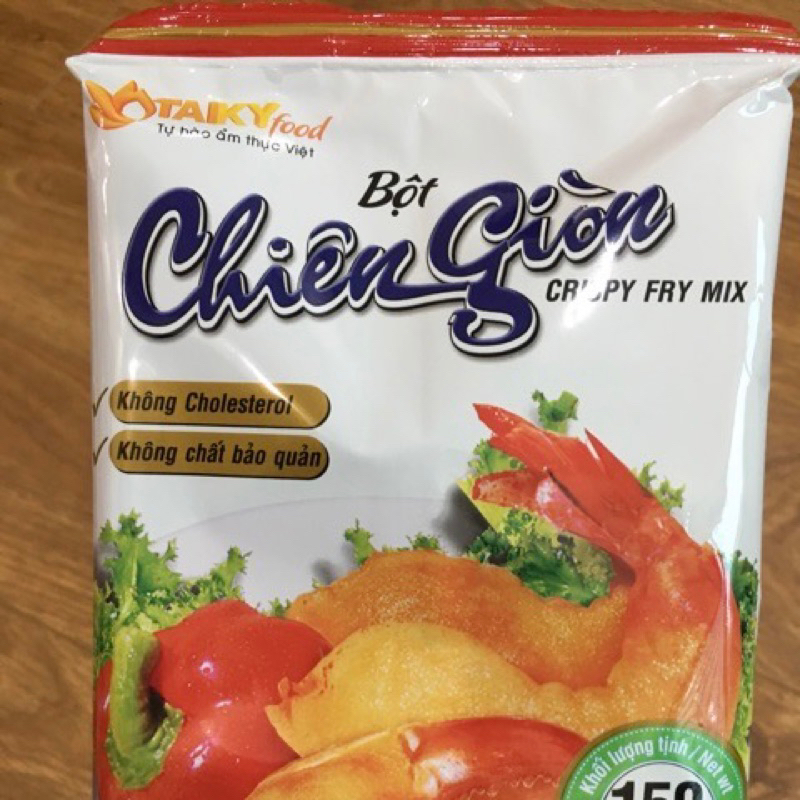 TAIKY food
Tự hào ẩm thực Việt
Bột
Chiên Giòn
CRISPY FRY MIX
Không Cholesterol
Không chất bảo quản
Khối lượng tịnh / Net wt